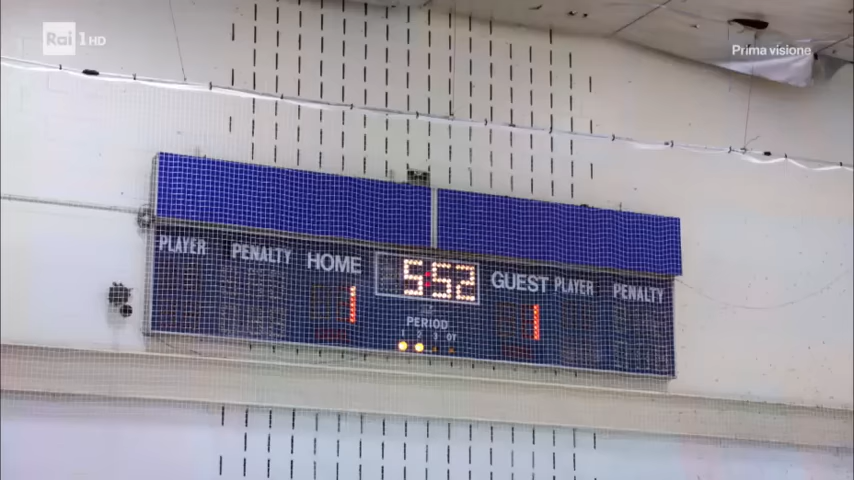 Rai 1 HD
Prima visione
PLAYER PENALTY HOME 5:52 GUEST PLAYER PENALTY
1 1
PERIOD